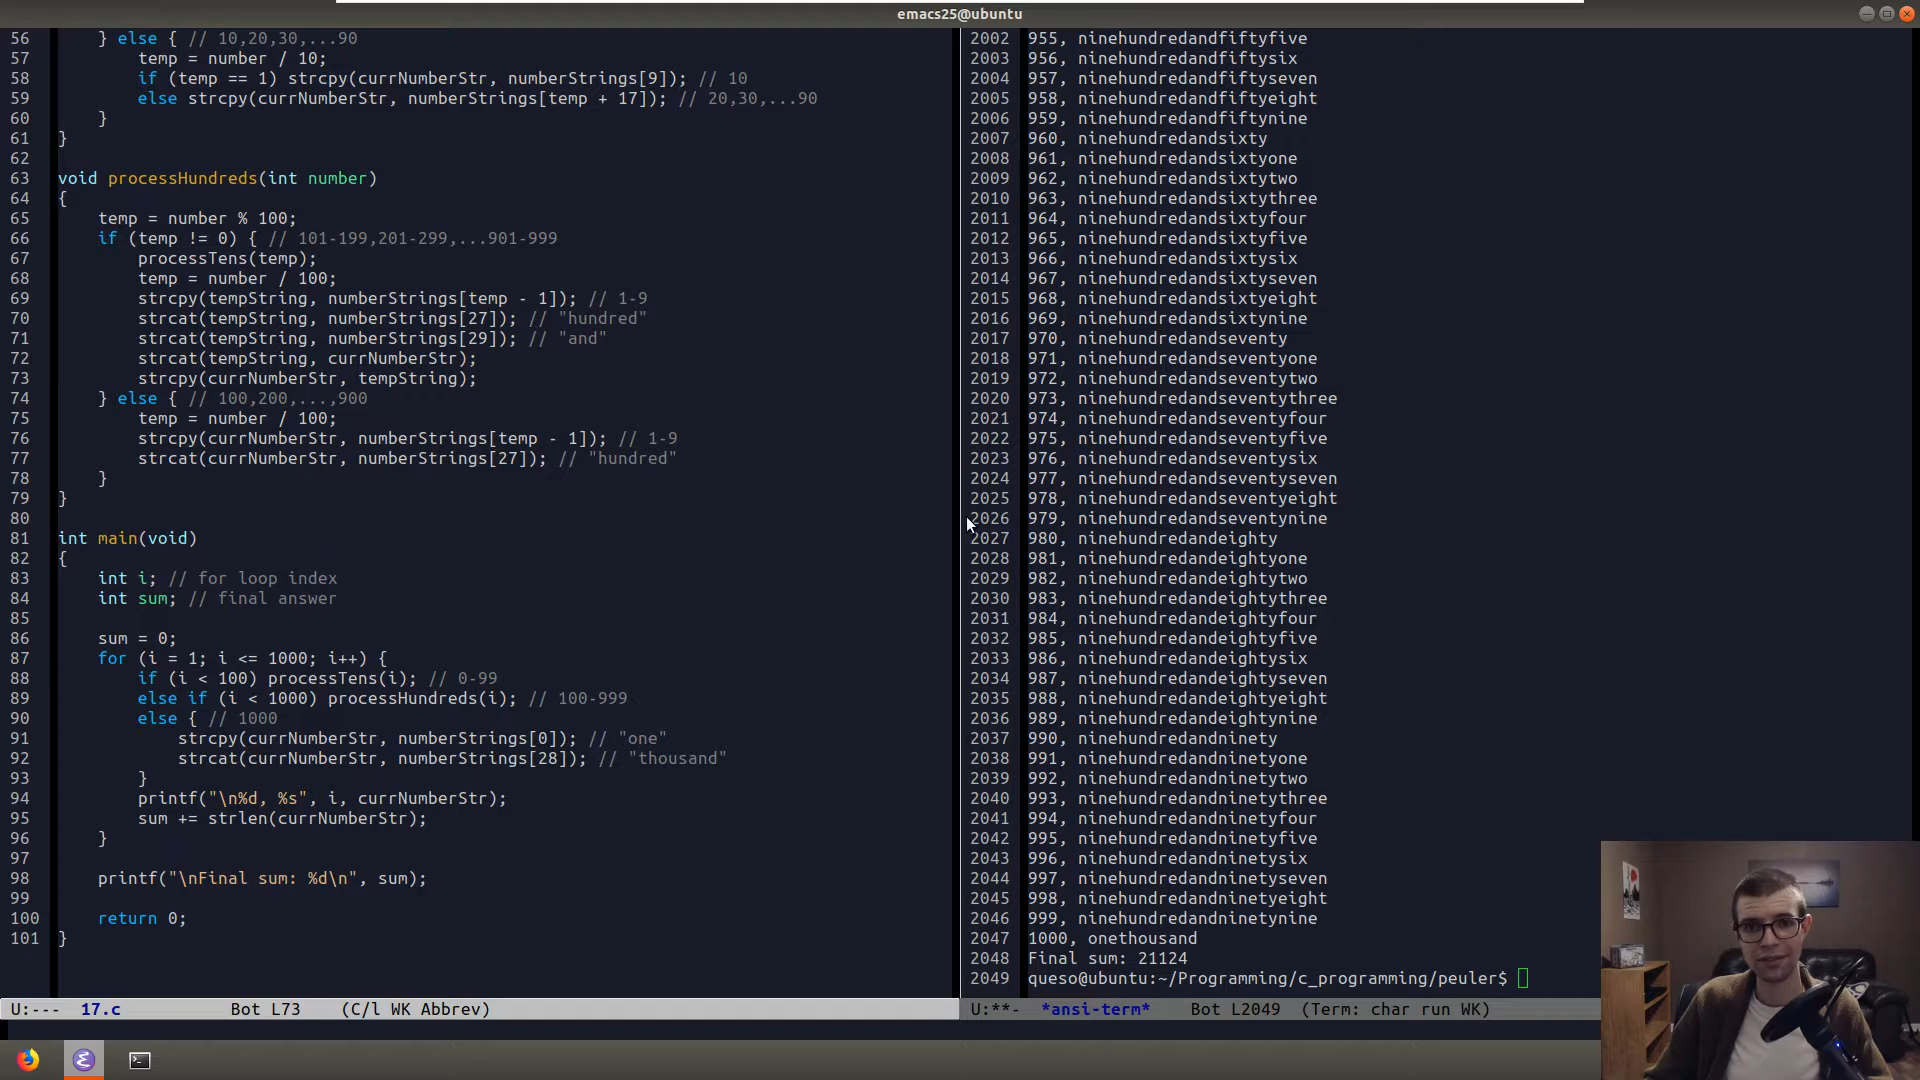 emacs25@ubuntu
56 } else { // 10,20,30,...90
57 temp = number / 10;
58 if (temp == 1) strcpy(currNumberStr, numberStrings[9]); // 10
59 else strcpy(currNumberStr, numberStrings[temp + 17]); // 20,30,...90
60 }
61 }
62
63 void processHundreds(int number)
64 {
65 temp = number % 100;
66 if (temp != 0) { // 101-199,201-299,...901-999
67 processTens(temp);
68 temp = number / 100;
69 strcpy(tempString, numberStrings[temp - 1]); // 1-9
70 strcat(tempString, numberStrings[27]); // "hundred"
71 strcat(tempString, numberStrings[29]); // "and"
72 strcat(tempString, currNumberStr);
73 strcpy(currNumberStr, tempString);
74 } else { // 100,200,...,900
75 temp = number / 100;
76 strcpy(currNumberStr, numberStrings[temp - 1]); // 1-9
77 strcat(currNumberStr, numberStrings[27]); // "hundred"
78 }
79 }
80
81 int main(void)
82 {
83 int i; // for loop index
84 int sum; // final answer
85
86 sum = 0;
87 for (i = 1; i <= 1000; i++) {
88 if (i < 100) processTens(i); // 0-99
89 else if (i < 1000) processHundreds(i); // 100-999
90 else { // 1000
91 strcpy(currNumberStr, numberStrings[0]); // "one"
92 strcat(currNumberStr, numberStrings[28]); // "thousand"
93 }
94 printf("\n%d, %s", i, currNumberStr);
95 sum += strlen(currNumberStr);
96 }
97
98 printf("\nFinal sum: %d\n", sum);
99
100 return 0;
101 }
U:--- 17.c Bot L73 (C/l WK Abbrev)
2002 955, ninehundredandfiftyfive
2003 956, ninehundredandfiftysix
2004 957, ninehundredandfiftyseven
2005 958, ninehundredandfiftyeight
2006 959, ninehundredandfiftynine
2007 960, ninehundredandsixty
2008 961, ninehundredandsixtyone
2009 962, ninehundredandsixtytwo
2010 963, ninehundredandsixtythree
2011 964, ninehundredandsixtyfour
2012 965, ninehundredandsixtyfive
2013 966, ninehundredandsixtysix
2014 967, ninehundredandsixtyseven
2015 968, ninehundredandsixtyeight
2016 969, ninehundredandsixtynine
2017 970, ninehundredandseventy
2018 971, ninehundredandseventyone
2019 972, ninehundredandseventytwo
2020 973, ninehundredandseventythree
2021 974, ninehundredandseventyfour
2022 975, ninehundredandseventyfive
2023 976, ninehundredandseventysix
2024 977, ninehundredandseventyseven
2025 978, ninehundredandseventyeight
2026 979, ninehundredandseventynine
2027 980, ninehundredandeighty
2028 981, ninehundredandeightyone
2029 982, ninehundredandeightytwo
2030 983, ninehundredandeightythree
2031 984, ninehundredandeightyfour
2032 985, ninehundredandeightyfive
2033 986, ninehundredandeightysix
2034 987, ninehundredandeightyseven
2035 988, ninehundredandeightyeight
2036 989, ninehundredandeightynine
2037 990, ninehundredandninety
2038 991, ninehundredandninetyone
2039 992, ninehundredandninetytwo
2040 993, ninehundredandninetythree
2041 994, ninehundredandninetyfour
2042 995, ninehundredandninetyfive
2043 996, ninehundredandninetysix
2044 997, ninehundredandninetyseven
2045 998, ninehundredandninetyeight
2046 999, ninehundredandninetynine
2047 1000, onethousand
2048 Final sum: 21124
2049 queso@ubuntu:~/Programming/c_programming/peuler$
U:**- *ansi-term* Bot L2049 (Term: char run WK)